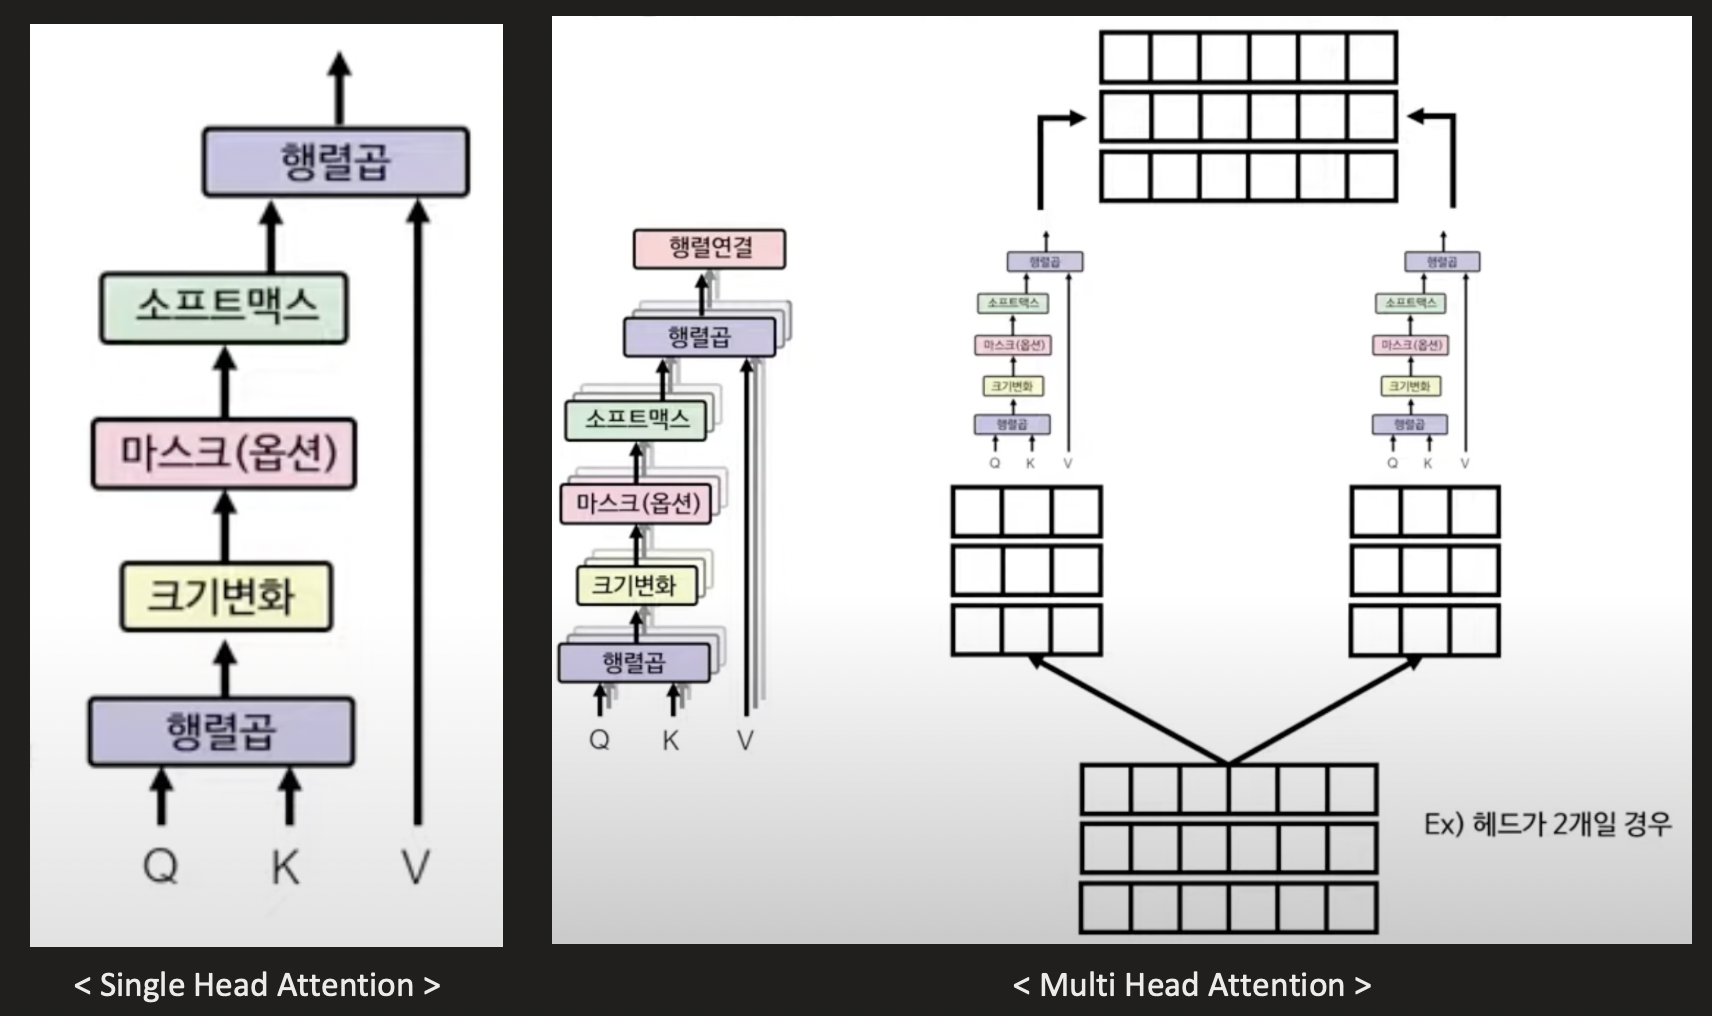 행렬곱
소프트맥스
마스크(옵션)
크기변화
행렬곱
Q K V
< Single Head Attention >
행렬연결
행렬곱
소프트맥스
마스크(옵션)
크기변화
행렬곱
Q K V
행렬곱
소프트맥스
마스크(옵션)
크기변화
행렬곱
Q K V
행렬곱
소프트맥스
마스크(옵션)
크기변화
행렬곱
Q K V
Ex) 헤드가 2개일 경우
< Multi Head Attention >